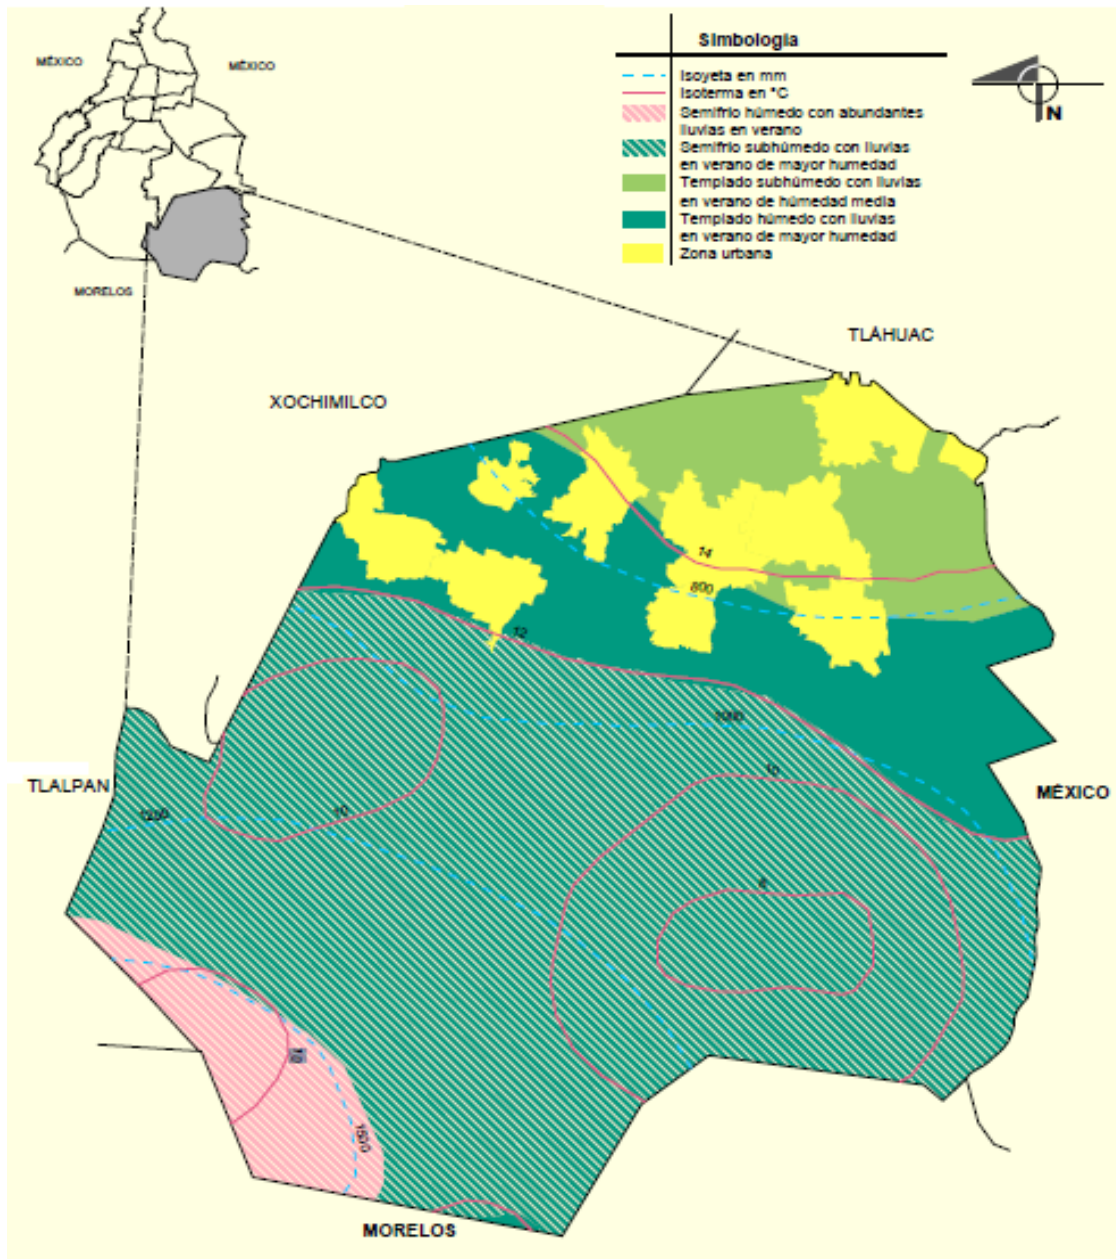 MÉXICO
MÉXICO
MORELOS
Simbología
Isoyeta en mm
Isoterma en °C
Semifrío húmedo con abundantes
lluvias en verano
Semifrío subhúmedo con lluvias
en verano de mayor humedad
Templado subhúmedo con lluvias
en verano de húmedad media
Templado húmedo con lluvias
en verano de mayor humedad
Zona urbana
N
TLÁHUAC
XOCHIMILCO
14
800
12
1000
10
TLALPAN
MÉXICO
10
1200
8
10
1500
MORELOS